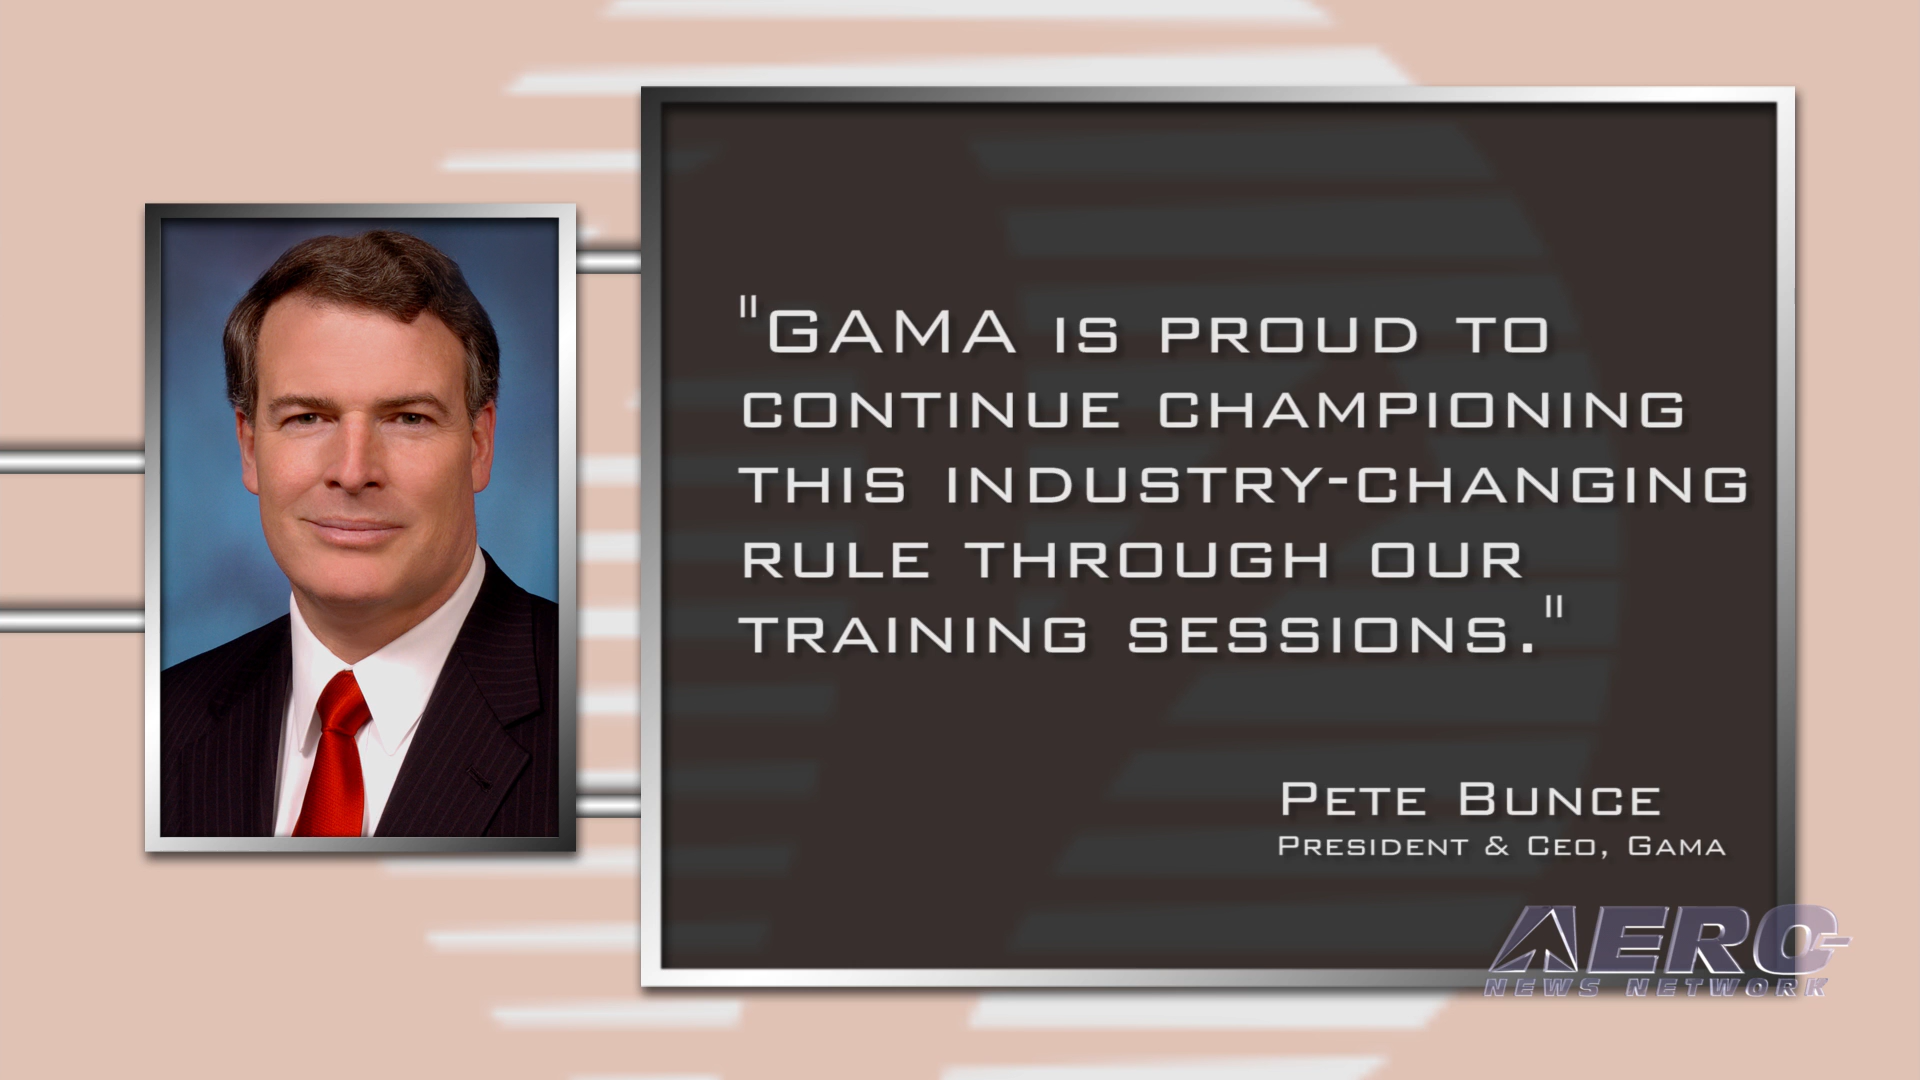 "GAMA IS PROUD TO
CONTINUE CHAMPIONING
THIS INDUSTRY-CHANGING
RULE THROUGH OUR
TRAINING SESSIONS."
PETE BUNCE
PRESIDENT & CEO, GAMA
AERO-
NEWS NETWORK